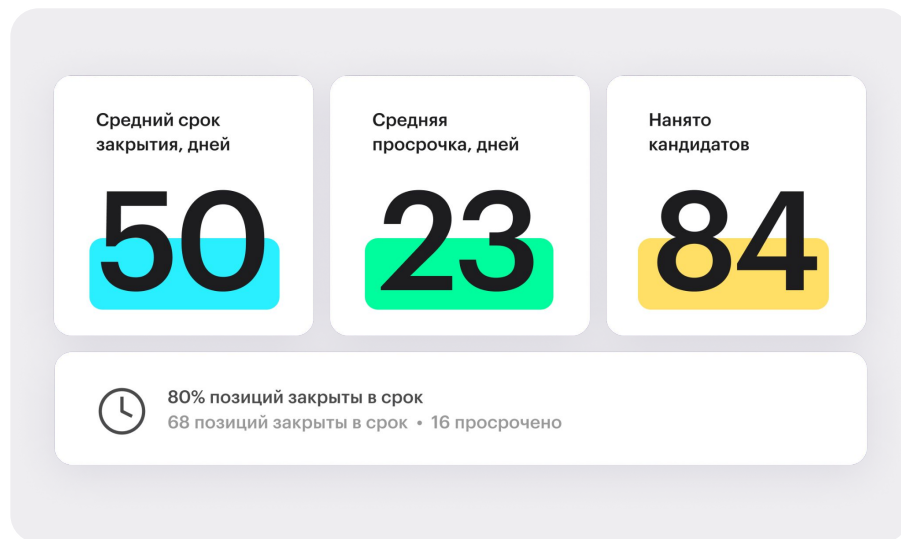 Средний срок
закрытия, дней
50
Средняя
просрочка, дней
23
Нанято
кандидатов
84
80% позиций закрыты в срок
68 позиций закрыты в срок • 16 просрочено